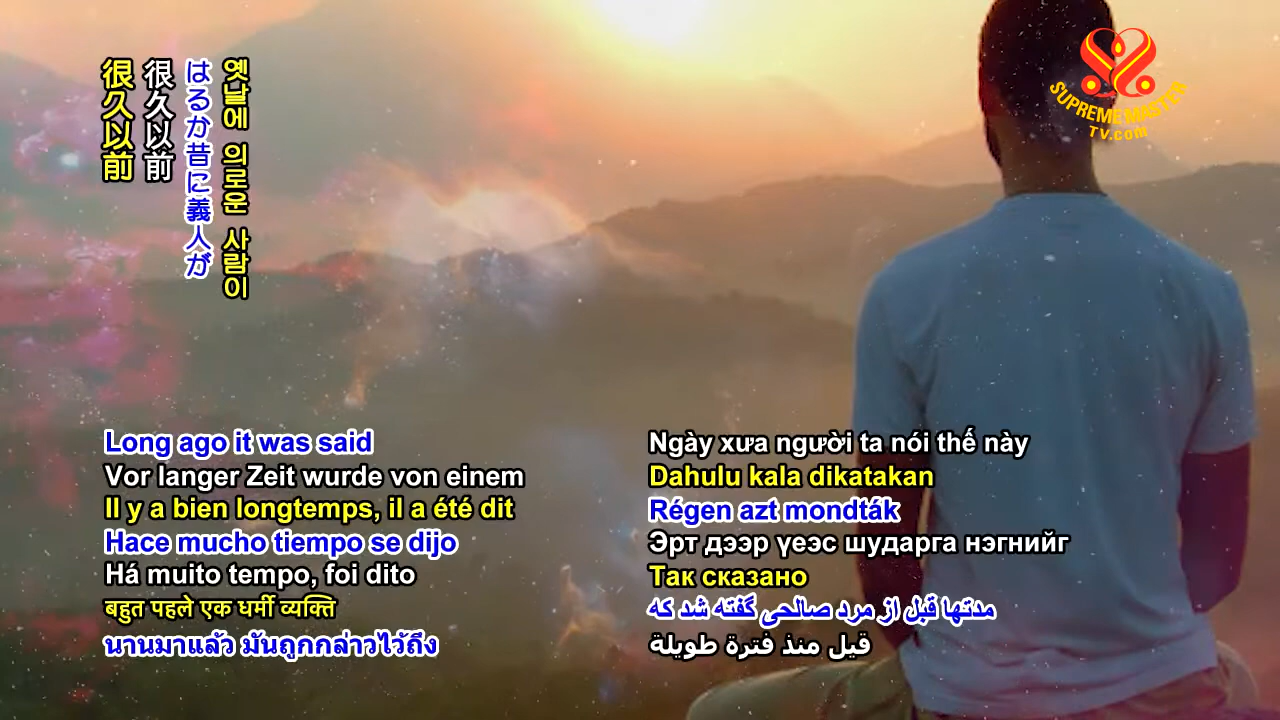 很久以前
很久以前
はるか昔に義人が
옛날에 의로운 사람이
SUPREME MASTER
TV.com
Long ago it was said
Vor langer Zeit wurde von einem
Il y a bien longtemps, il a été dit
Hace mucho tiempo se dijo
Há muito tempo, foi dito
बहुत पहले एक धर्मी व्यक्ति
นานมาแล้ว มันถูกกล่าวไว้ถึง
Ngày xưa người ta nói thế này
Dahulu kala dikatakan
Régen azt mondták
Эрт дээр үеэс шударга нэгнийг
Так сказано
مدتها قبل از مرد صالحی گفته شد که
قيل منذ فترة طويلة